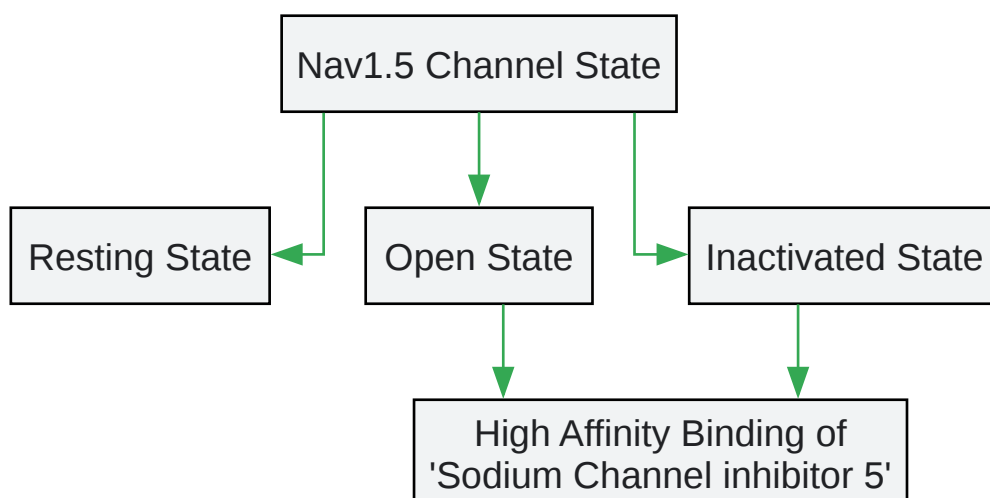 Nav1.5 Channel State
Resting State
Open State
Inactivated State
High Affinity Binding of
'Sodium Channel inhibitor 5'